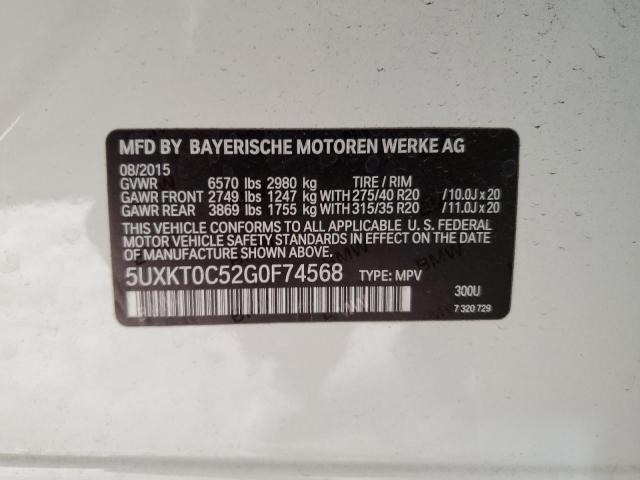 MFD BY BAYERISCHE MOTOREN WERKE AG
08/2015
GVWR 6570 lbs 2980 kg TIRE / RIM
GAWR FRONT 2749 lbs 1247 kg WITH 275/40 R20 / 10.0J x 20
GAWR REAR 3869 lbs 1755 kg WITH 315/35 R20 / 11.0J x 20
THIS VEHICLE CONFORMS TO ALL APPLICABLE U. S. FEDERAL
MOTOR VEHICLE SAFETY STANDARDS IN EFFECT ON THE DATE OF
MANUFACTURE SHOWN ABOVE.
5UXKT0C52G0F74568 TYPE: MPV
300U
7 320 729
BMW